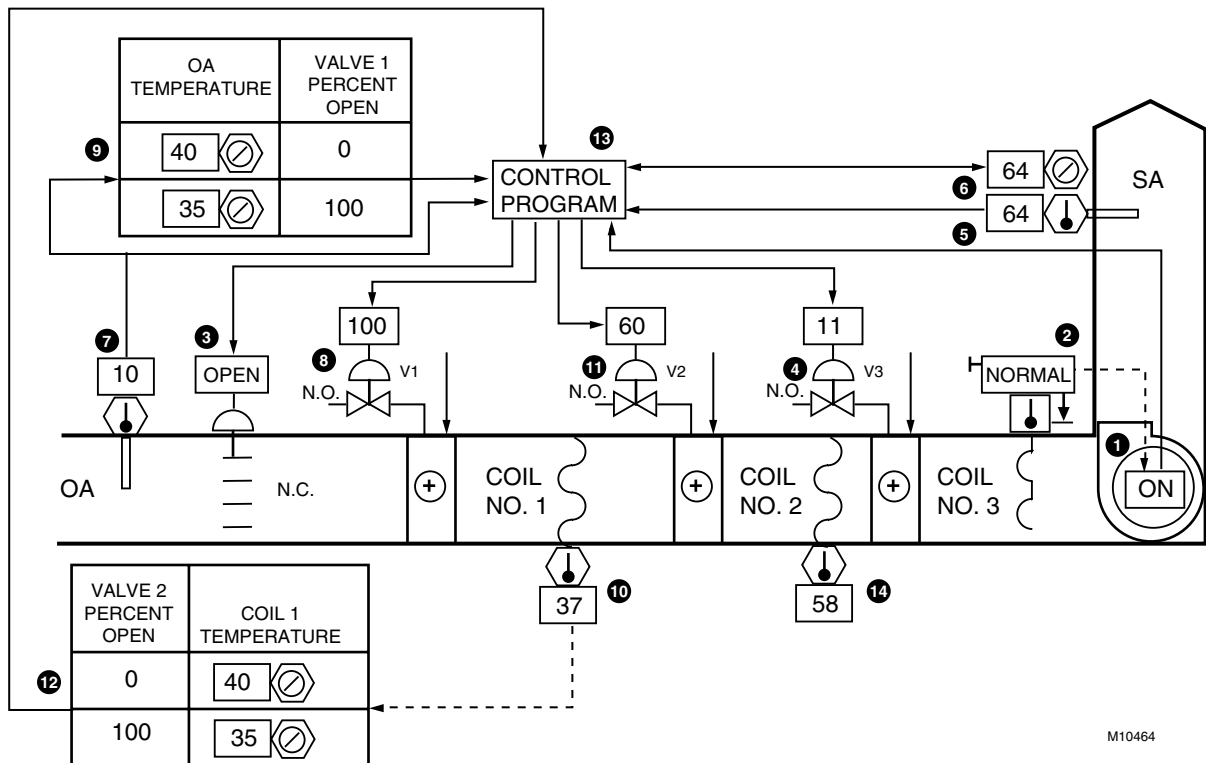 OA
TEMPERATURE
VALVE 1
PERCENT
OPEN
9
40
0
35
100
13
CONTROL
PROGRAM
64
6
64
5
SA
7
10
3
OPEN
100
8
V1
N.O.
60
11
V2
N.O.
11
4
V3
N.O.
2
NORMAL
1
ON
OA
N.C.
+
COIL
NO. 1
+
COIL
NO. 2
+
COIL
NO. 3
37
10
58
14
VALVE 2
PERCENT
OPEN
COIL 1
TEMPERATURE
12
0
40
100
35
M10464